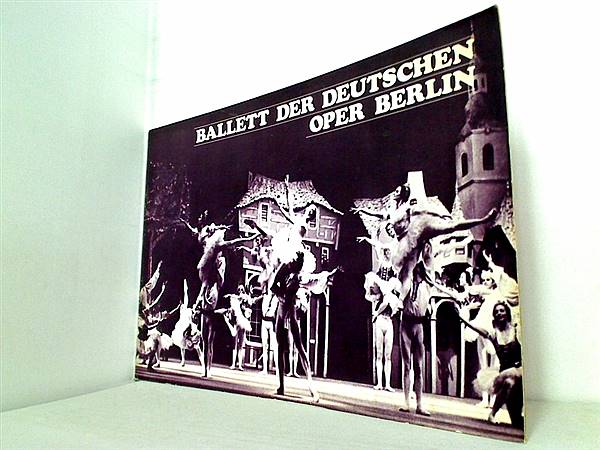 BALLETT DER DEUTSCHEN
OPER BERLIN